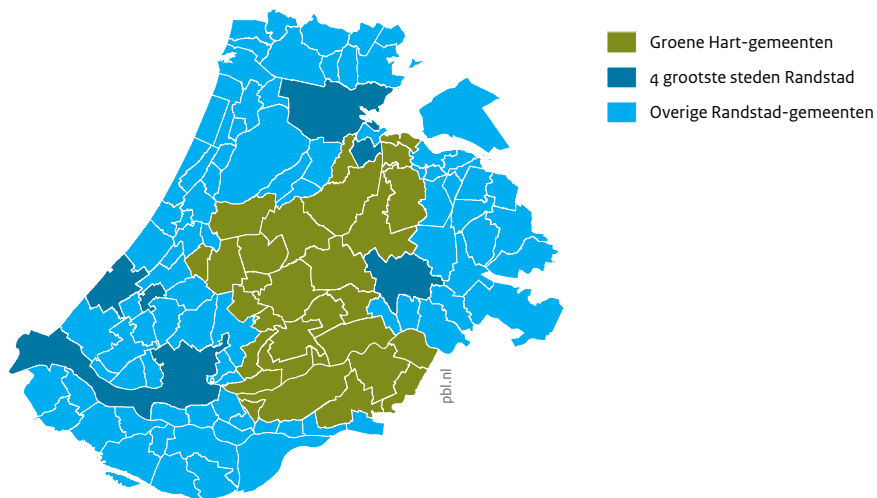 Groene Hart-gemeenten
4 grootste steden Randstad
Overige Randstad-gemeenten
pbl.nl